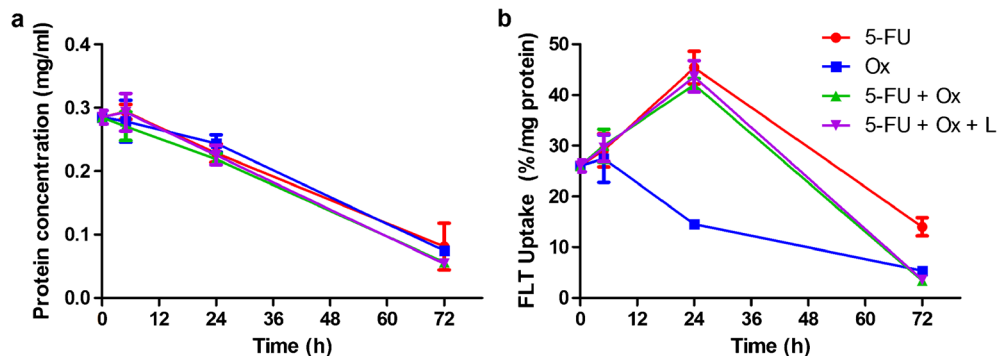 a
Protein concentration (mg/ml)
0.4
0.3
0.2
0.1
0.0
0 12 24 36 48 60 72
Time (h)
b
FLT Uptake (%/mg protein)
50
40
30
20
10
0
0 12 24 36 48 60 72
Time (h)
5-FU
Ox
5-FU + Ox
5-FU + Ox + L